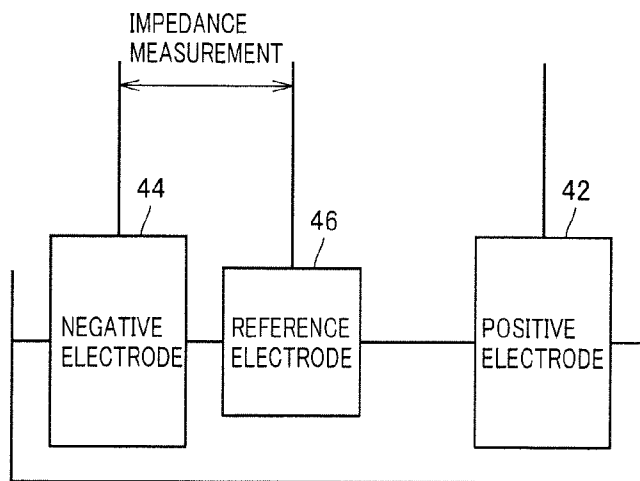 IMPEDANCE
MEASUREMENT
44
46
42
NEGATIVE
ELECTRODE
REFERENCE
ELECTRODE
POSITIVE
ELECTRODE